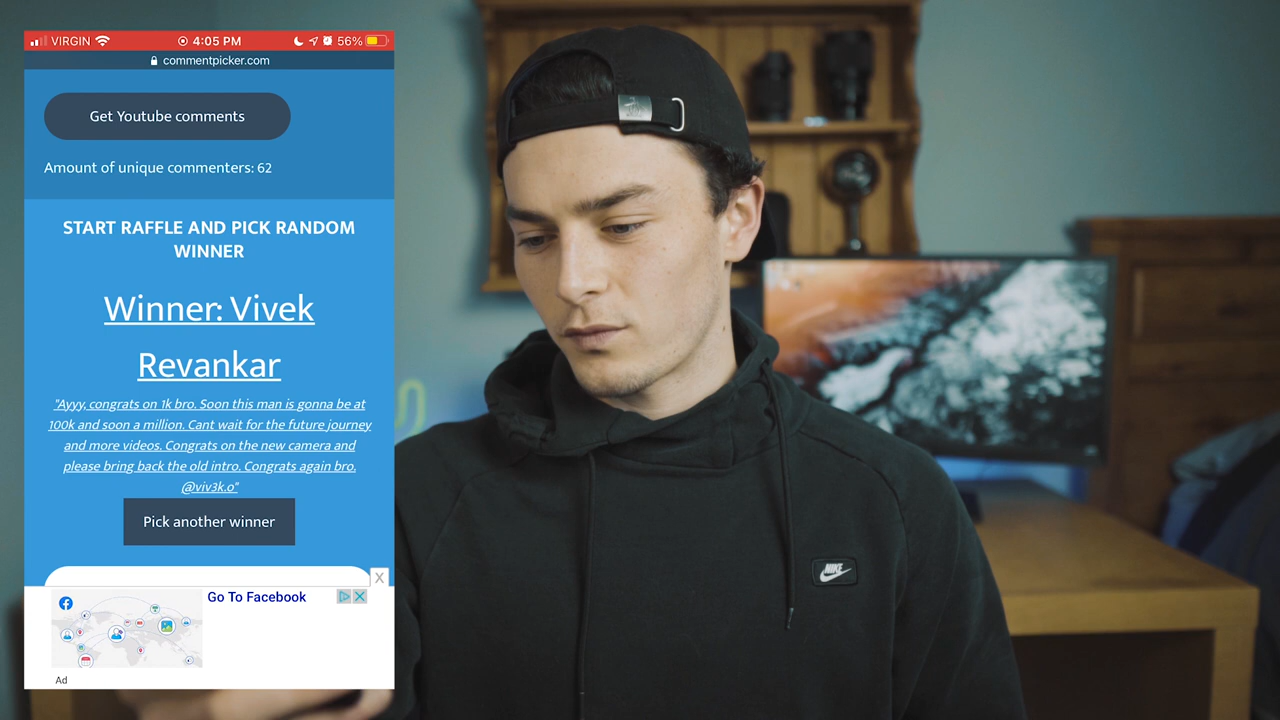 VIRGIN 4:05 PM 56%
commentpicker.com
Get Youtube comments
Amount of unique commenters: 62
START RAFFLE AND PICK RANDOM
WINNER
Winner: Vivek
Revankar
"Ayyy, congrats on 1k bro. Soon this man is gonna be at
100k and soon a million. Cant wait for the future journey
and more videos. Congrats on the new camera and
please bring back the old intro. Congrats again bro.
@viv3k.o"
Pick another winner
X
Go To Facebook
Ad
NIKE